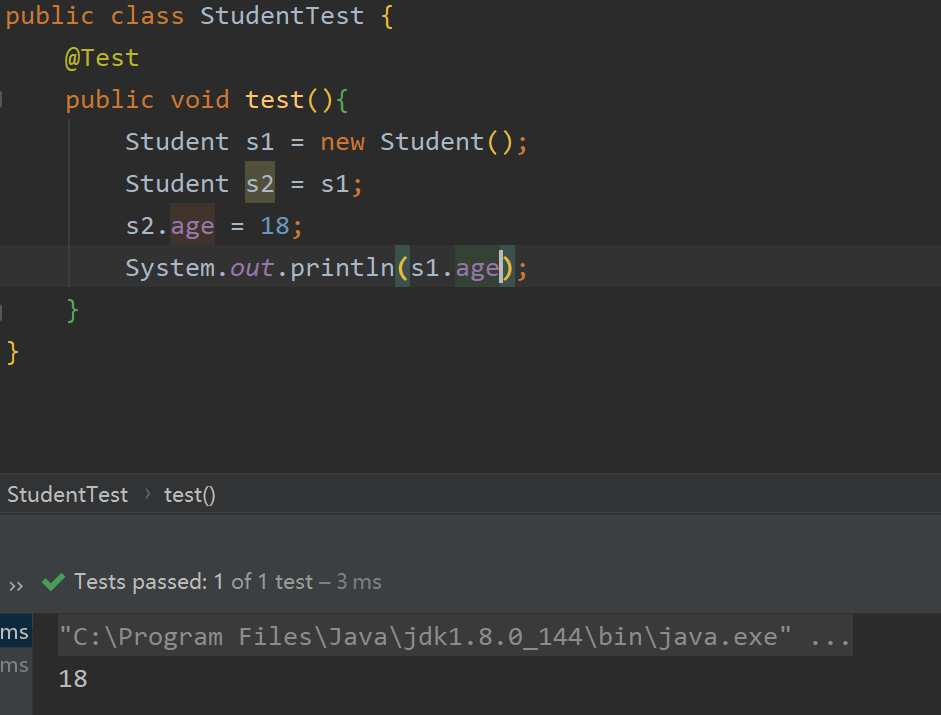 public class StudentTest {
@Test
public void test(){
Student s1 = new Student();
Student s2 = s1;
s2.age = 18;
System.out.println(s1.age);
}
}
StudentTest › test()
›› Tests passed: 1 of 1 test – 3 ms
ms "C:\Program Files\Java\jdk1.8.0_144\bin\java.exe" ...
ms
18